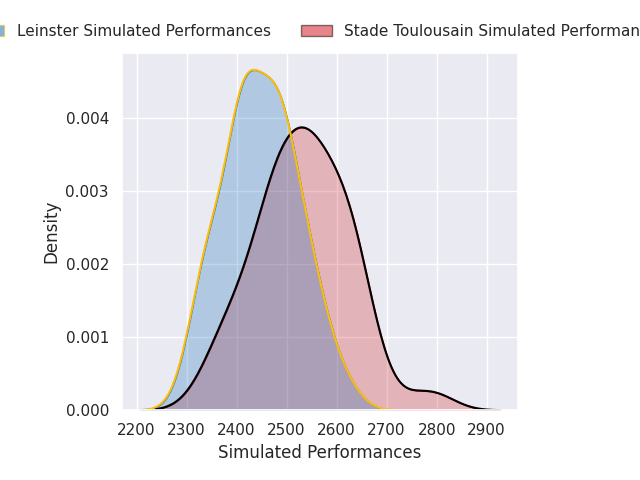 Leinster Simulated Performances
Stade Toulousain Simulated Performan
0.004
0.003
0.002
0.001
0.000
Density
2200 2300 2400 2500 2600 2700 2800 2900
Simulated Performances